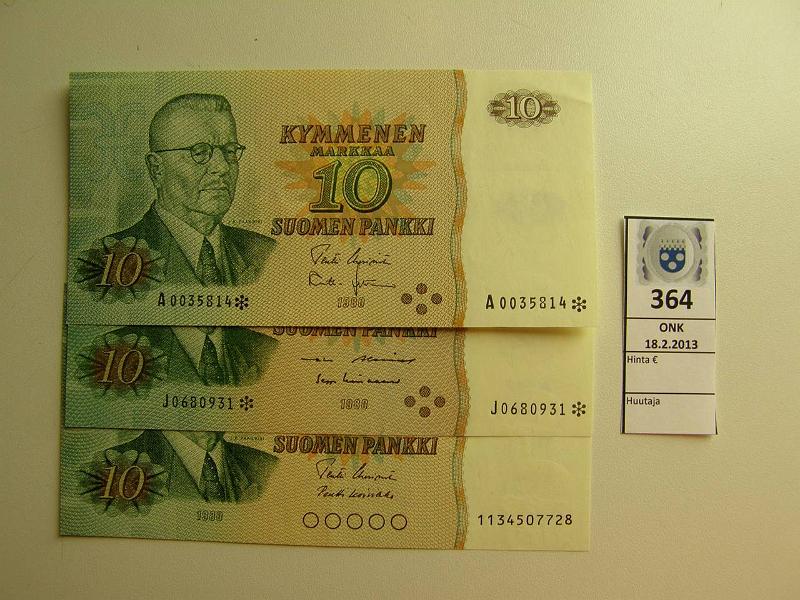 10
KYMMENEN
MARKKAA
10
SUOMEN PANKKI
10
1980
A0035814✻
A0035814✻
SUOMEN PANKKI
10
1980
J0680931✻
J0680931✻
SUOMEN PANKKI
10
1980
1134507728
364
ONK
18.2.2013
Hinta €
Huutaja